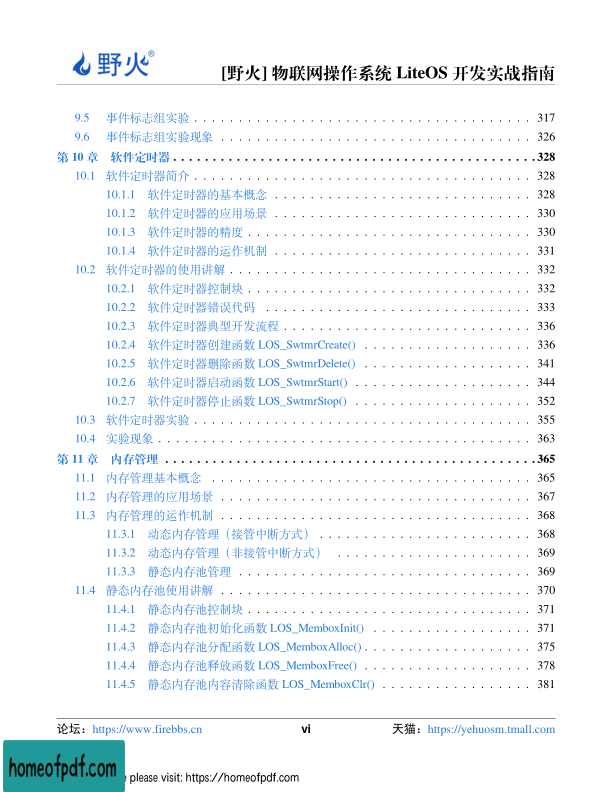 野火®
[野火] 物联网操作系统 LiteOS 开发实战指南
9.5 事件标志组实验 . . . . . . . . . . . . . . . . . . . . . . . . . . . . . . 317
9.6 事件标志组实验现象 . . . . . . . . . . . . . . . . . . . . . . . . . . . . 326
第 10 章 软件定时器 . . . . . . . . . . . . . . . . . . . . . . . . . . . . . . 328
10.1 软件定时器简介 . . . . . . . . . . . . . . . . . . . . . . . . . . . . . . 328
10.1.1 软件定时器的基本概念 . . . . . . . . . . . . . . . . . . . . . . 328
10.1.2 软件定时器的应用场景 . . . . . . . . . . . . . . . . . . . . . . 330
10.1.3 软件定时器的精度 . . . . . . . . . . . . . . . . . . . . . . . . 330
10.1.4 软件定时器的运作机制 . . . . . . . . . . . . . . . . . . . . . . 331
10.2 软件定时器的使用讲解 . . . . . . . . . . . . . . . . . . . . . . . . . . 332
10.2.1 软件定时器控制块 . . . . . . . . . . . . . . . . . . . . . . . . 332
10.2.2 软件定时器错误代码 . . . . . . . . . . . . . . . . . . . . . . . 333
10.2.3 软件定时器典型开发流程 . . . . . . . . . . . . . . . . . . . . . 336
10.2.4 软件定时器创建函数 LOS_SwtmrCreate() . . . . . . . . . . . . . . 336
10.2.5 软件定时器删除函数 LOS_SwtmrDelete() . . . . . . . . . . . . . . 341
10.2.6 软件定时器启动函数 LOS_SwtmrStart() . . . . . . . . . . . . . . . 344
10.2.7 软件定时器停止函数 LOS_SwtmrStop() . . . . . . . . . . . . . . . 352
10.3 软件定时器实验 . . . . . . . . . . . . . . . . . . . . . . . . . . . . . . 355
10.4 实验现象 . . . . . . . . . . . . . . . . . . . . . . . . . . . . . . . . 363
第 11 章 内存管理 . . . . . . . . . . . . . . . . . . . . . . . . . . . . . . . 365
11.1 内存管理基本概念 . . . . . . . . . . . . . . . . . . . . . . . . . . . . 365
11.2 内存管理的应用场景 . . . . . . . . . . . . . . . . . . . . . . . . . . . 367
11.3 内存管理的运作机制 . . . . . . . . . . . . . . . . . . . . . . . . . . . 368
11.3.1 动态内存管理（接管中断方式） . . . . . . . . . . . . . . . . . . 368
11.3.2 动态内存管理（非接管中断方式） . . . . . . . . . . . . . . . . . 369
11.3.3 静态内存池管理 . . . . . . . . . . . . . . . . . . . . . . . . . 369
11.4 静态内存池使用讲解 . . . . . . . . . . . . . . . . . . . . . . . . . . . 370
11.4.1 静态内存池控制块 . . . . . . . . . . . . . . . . . . . . . . . . 371
11.4.2 静态内存池初始化函数 LOS_MemboxInit() . . . . . . . . . . . . . . 371
11.4.3 静态内存池分配函数 LOS_MemboxAlloc() . . . . . . . . . . . . . . 375
11.4.4 静态内存池释放函数 LOS_MemboxFree() . . . . . . . . . . . . . . 378
11.4.5 静态内存池内容清除函数 LOS_MemboxClr() . . . . . . . . . . . . . 381
论坛：https://www.firebbs.cn vi 天猫：https://yehuosm.tmall.com
homeofpdf.com
please visit: https://homeofpdf.com